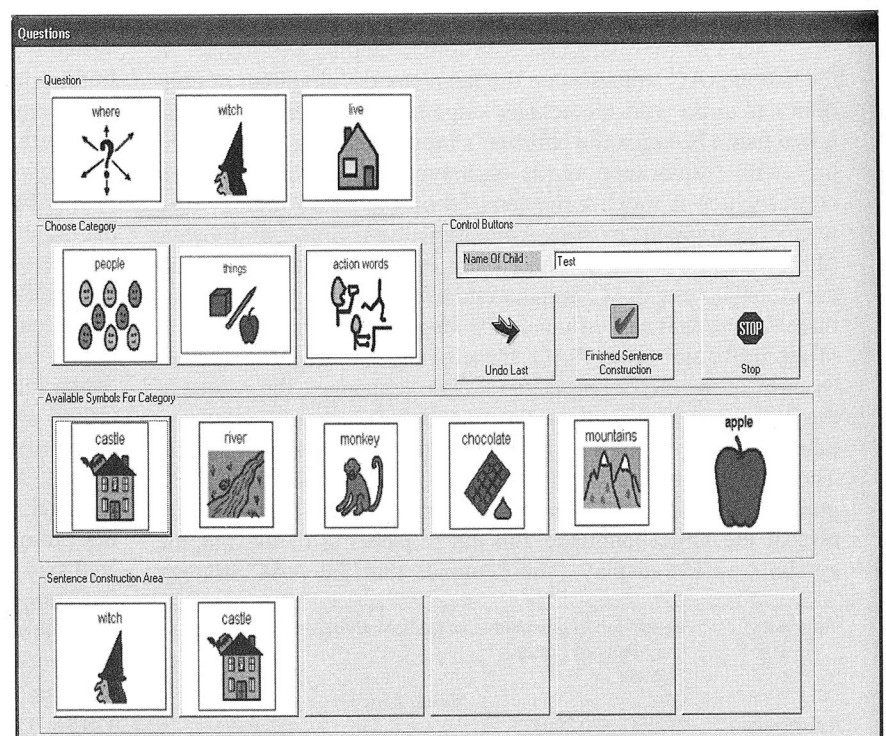 Questions
Question
where
witch
live
?
Choose Category
people
things
action words
Control Buttons
Name Of Child :
Test
Undo Last
Finished Sentence
Construction
STOP
Stop
Available Symbols For Category
castle
river
monkey
chocolate
mountains
apple
Sentence Construction Area
witch
castle